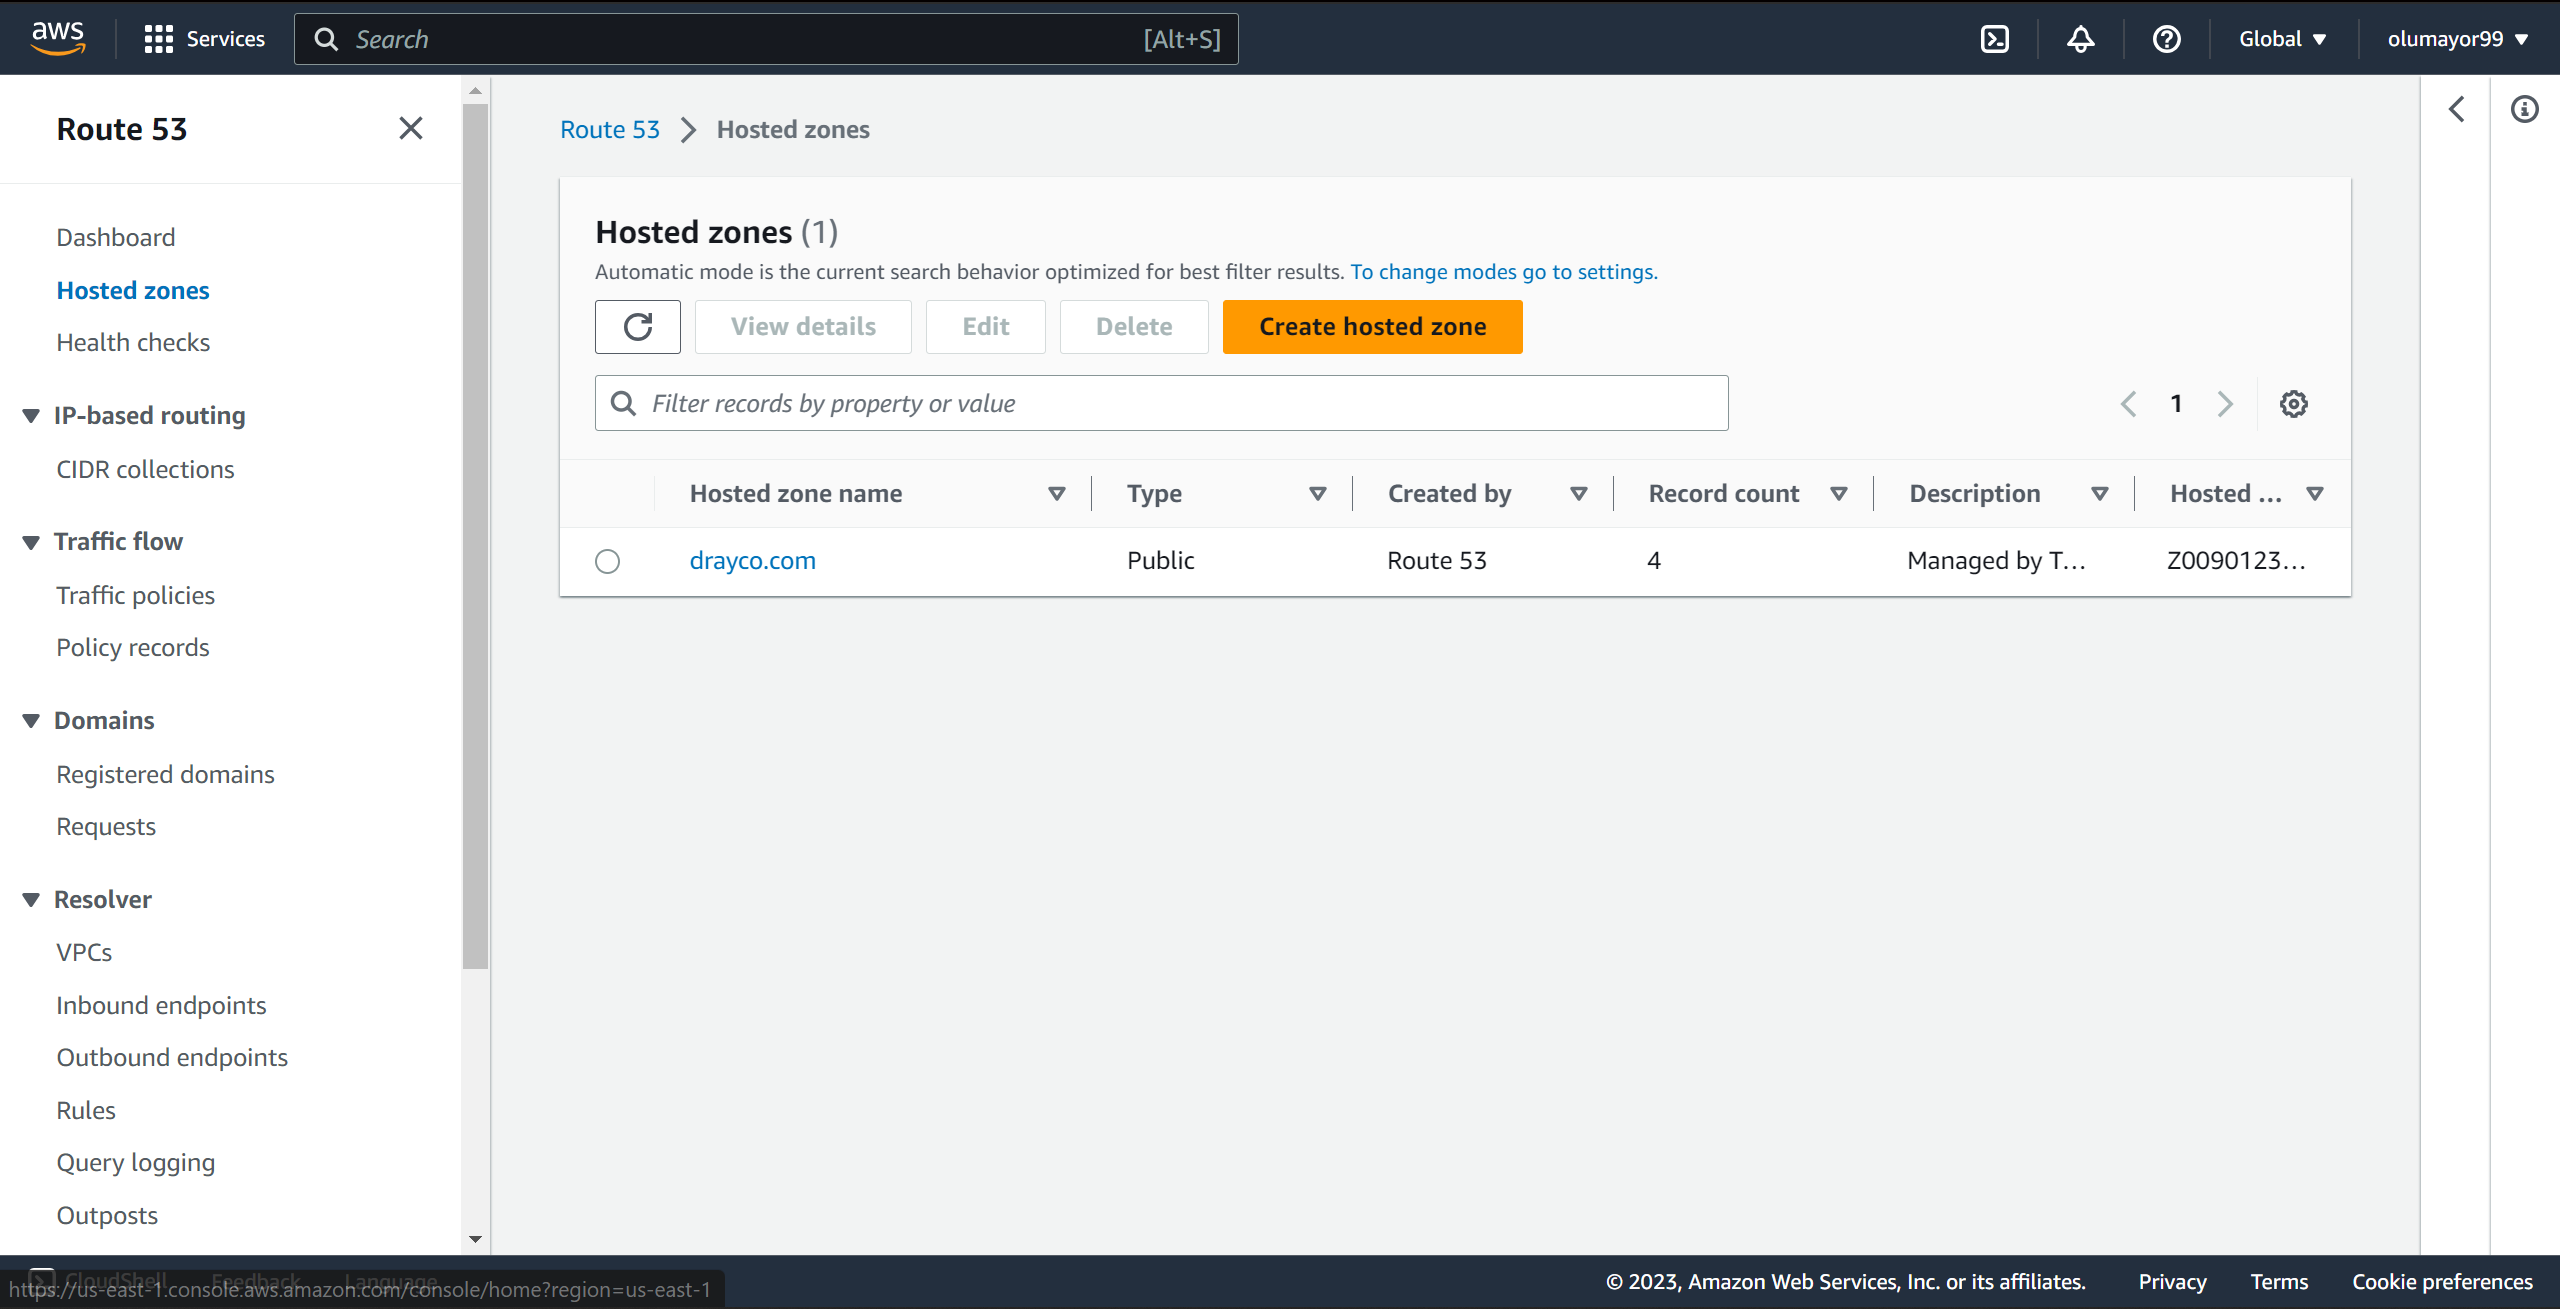 aws Services Search [Alt+S] Global olumayor99
Route 53
Dashboard
Hosted zones
Health checks
IP-based routing
CIDR collections
Traffic flow
Traffic policies
Policy records
Domains
Registered domains
Requests
Resolver
VPCs
Inbound endpoints
Outbound endpoints
Rules
Query logging
Outposts
Route 53 Hosted zones
Hosted zones (1)
Automatic mode is the current search behavior optimized for best filter results. To change modes go to settings.
View details Edit Delete Create hosted zone
Filter records by property or value 1
Hosted zone name Type Created by Record count Description Hosted ...
drayco.com Public Route 53 4 Managed by T... Z0090123...
CloudShell Feedback Language
https://us-east-1.console.aws.amazon.com/console/home?region=us-east-1
© 2023, Amazon Web Services, Inc. or its affiliates. Privacy Terms Cookie preferences